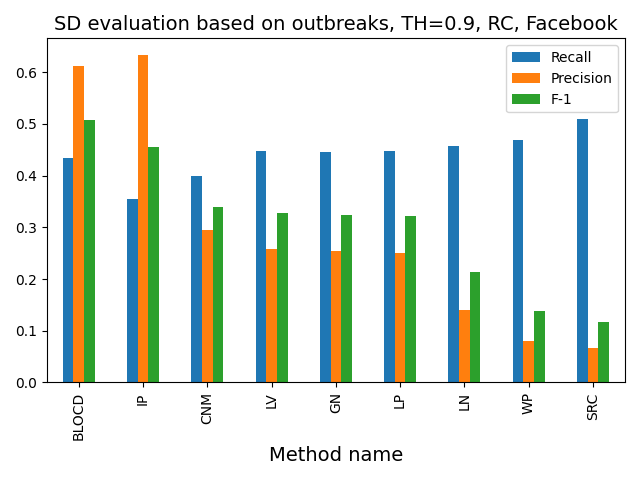 SD evaluation based on outbreaks, TH=0.9, RC, Facebook
Recall
Precision
F-1
0.6
0.5
0.4
0.3
0.2
0.1
0.0
BLOCD
IP
CNM
LV
GN
LP
LN
WP
SRC
Method name